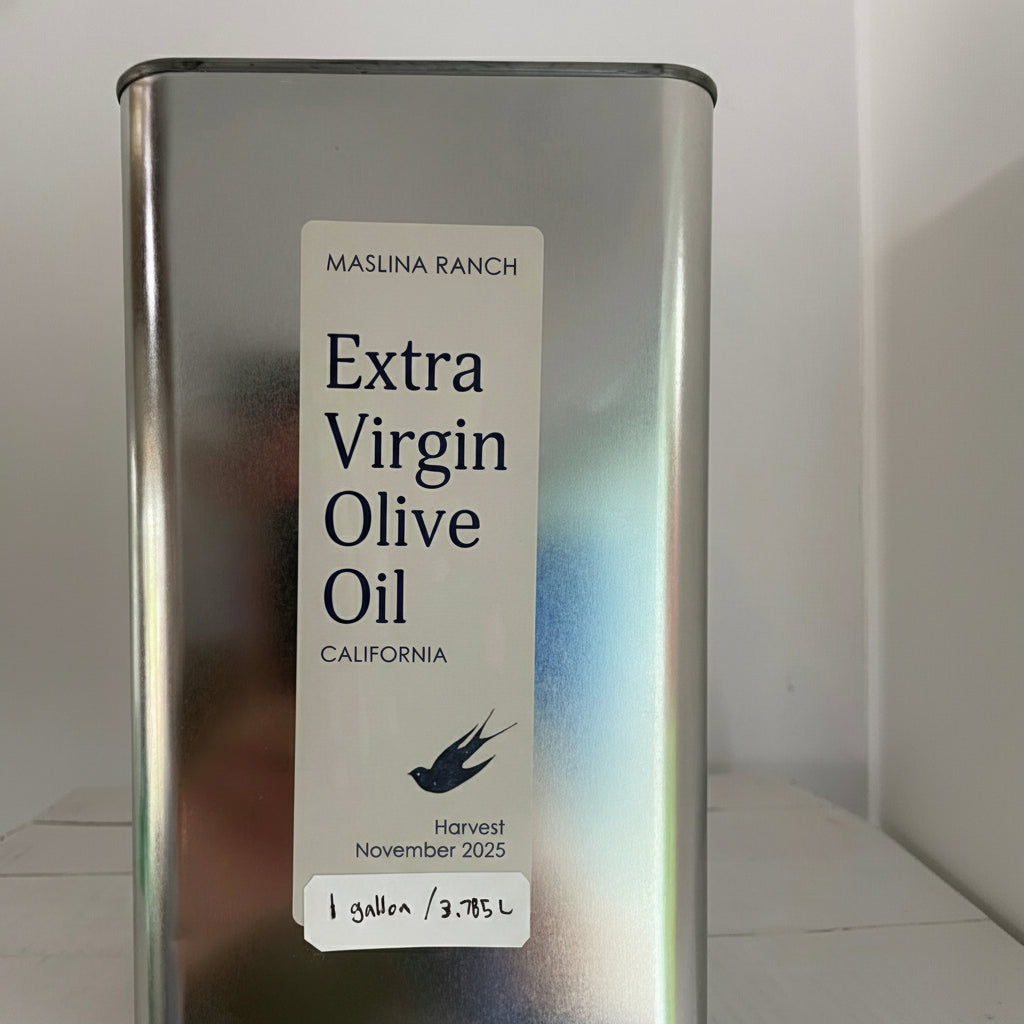 MASLINA RANCH
Extra
Virgin
Olive
Oil
CALIFORNIA
Harvest
November 2025
1 gallon / 3.785 L